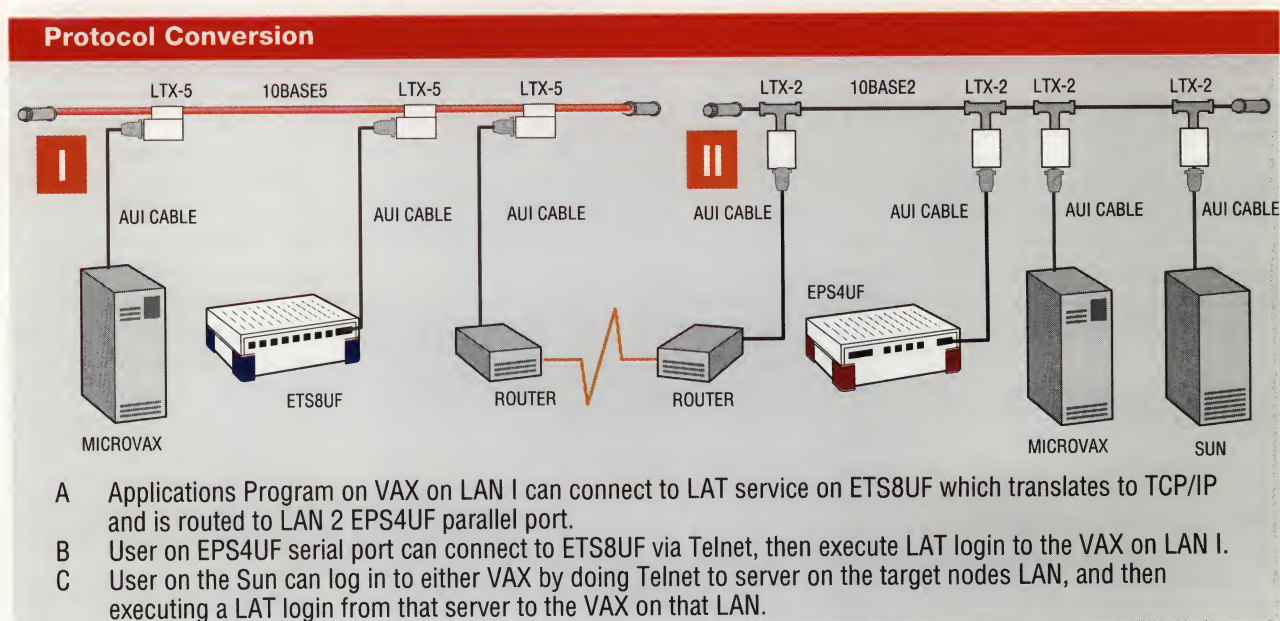 Protocol Conversion
LTX-5 10BASE5 LTX-5 LTX-5 LTX-2 10BASE2 LTX-2 LTX-2 LTX-2
I II
AUI CABLE AUI CABLE AUI CABLE AUI CABLE AUI CABLE AUI CABLE AUI CABLE
EPS4UF
ETS8UF ROUTER ROUTER
MICROVAX MICROVAX SUN
A Applications Program on VAX on LAN I can connect to LAT service on ETS8UF which translates to TCP/IP
and is routed to LAN 2 EPS4UF parallel port.
B User on EPS4UF serial port can connect to ETS8UF via Telnet, then execute LAT login to the VAX on LAN I.
C User on the Sun can log in to either VAX by doing Telnet to server on the target nodes LAN, and then
executing a LAT login from that server to the VAX on that LAN.